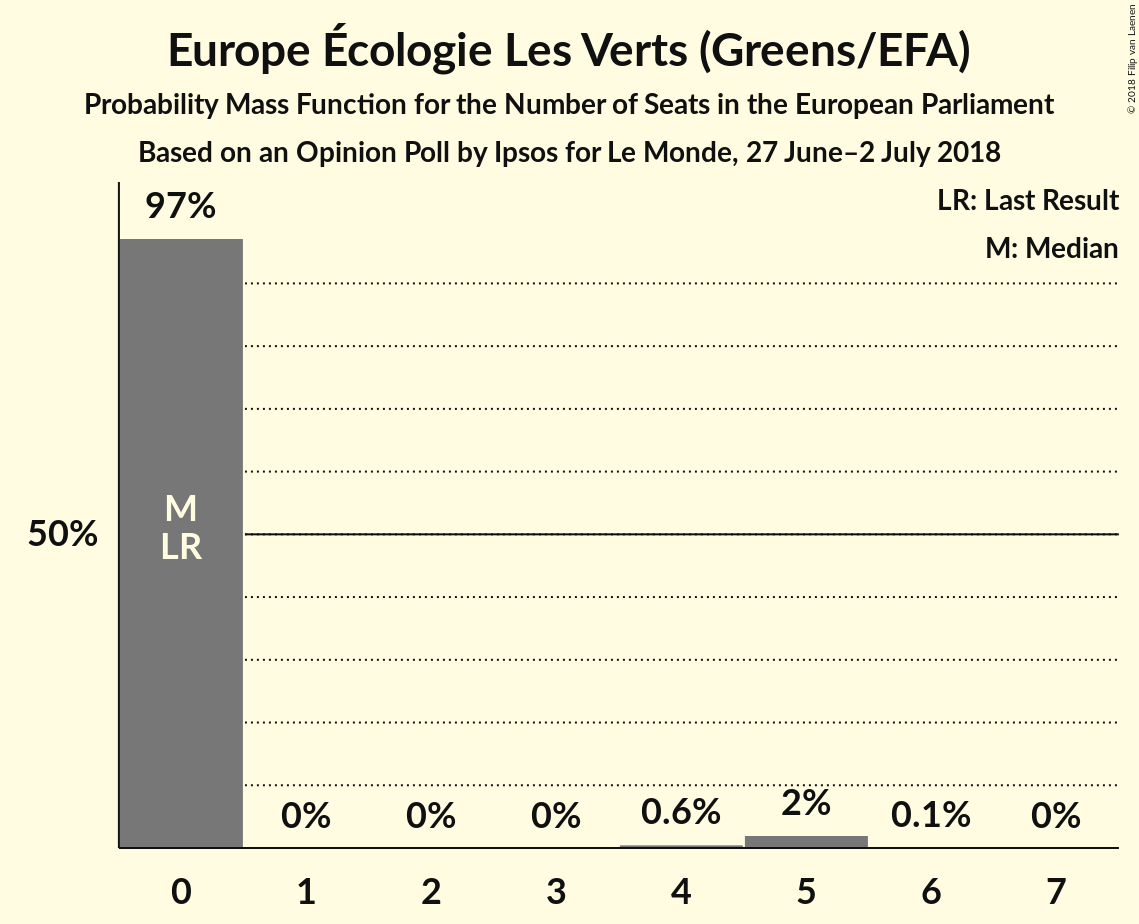 Europe Écologie Les Verts (Greens/EFA)
Probability Mass Function for the Number of Seats in the European Parliament
Based on an Opinion Poll by Ipsos for Le Monde, 27 June–2 July 2018
© 2018 Filip van Laenen
LR: Last Result
M: Median
97%
M
LR
50%
0% 0% 0% 0.6% 2% 0.1% 0%
0 1 2 3 4 5 6 7